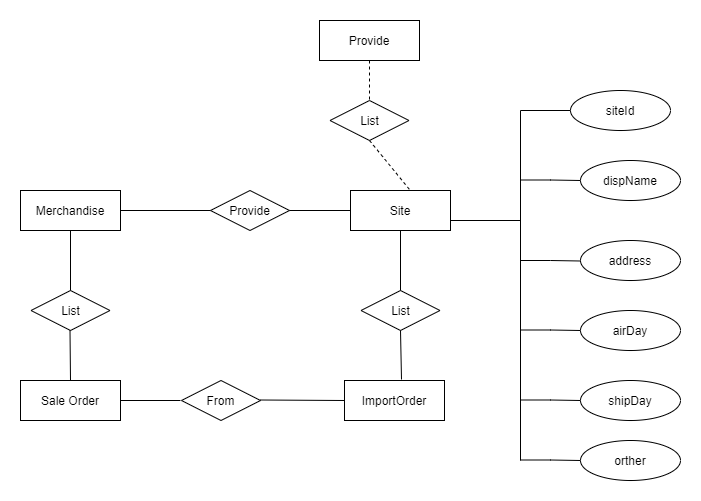 Provide
List
siteId
dispName
Merchandise
Provide
Site
address
List
List
airDay
Sale Order
From
ImportOrder
shipDay
orther